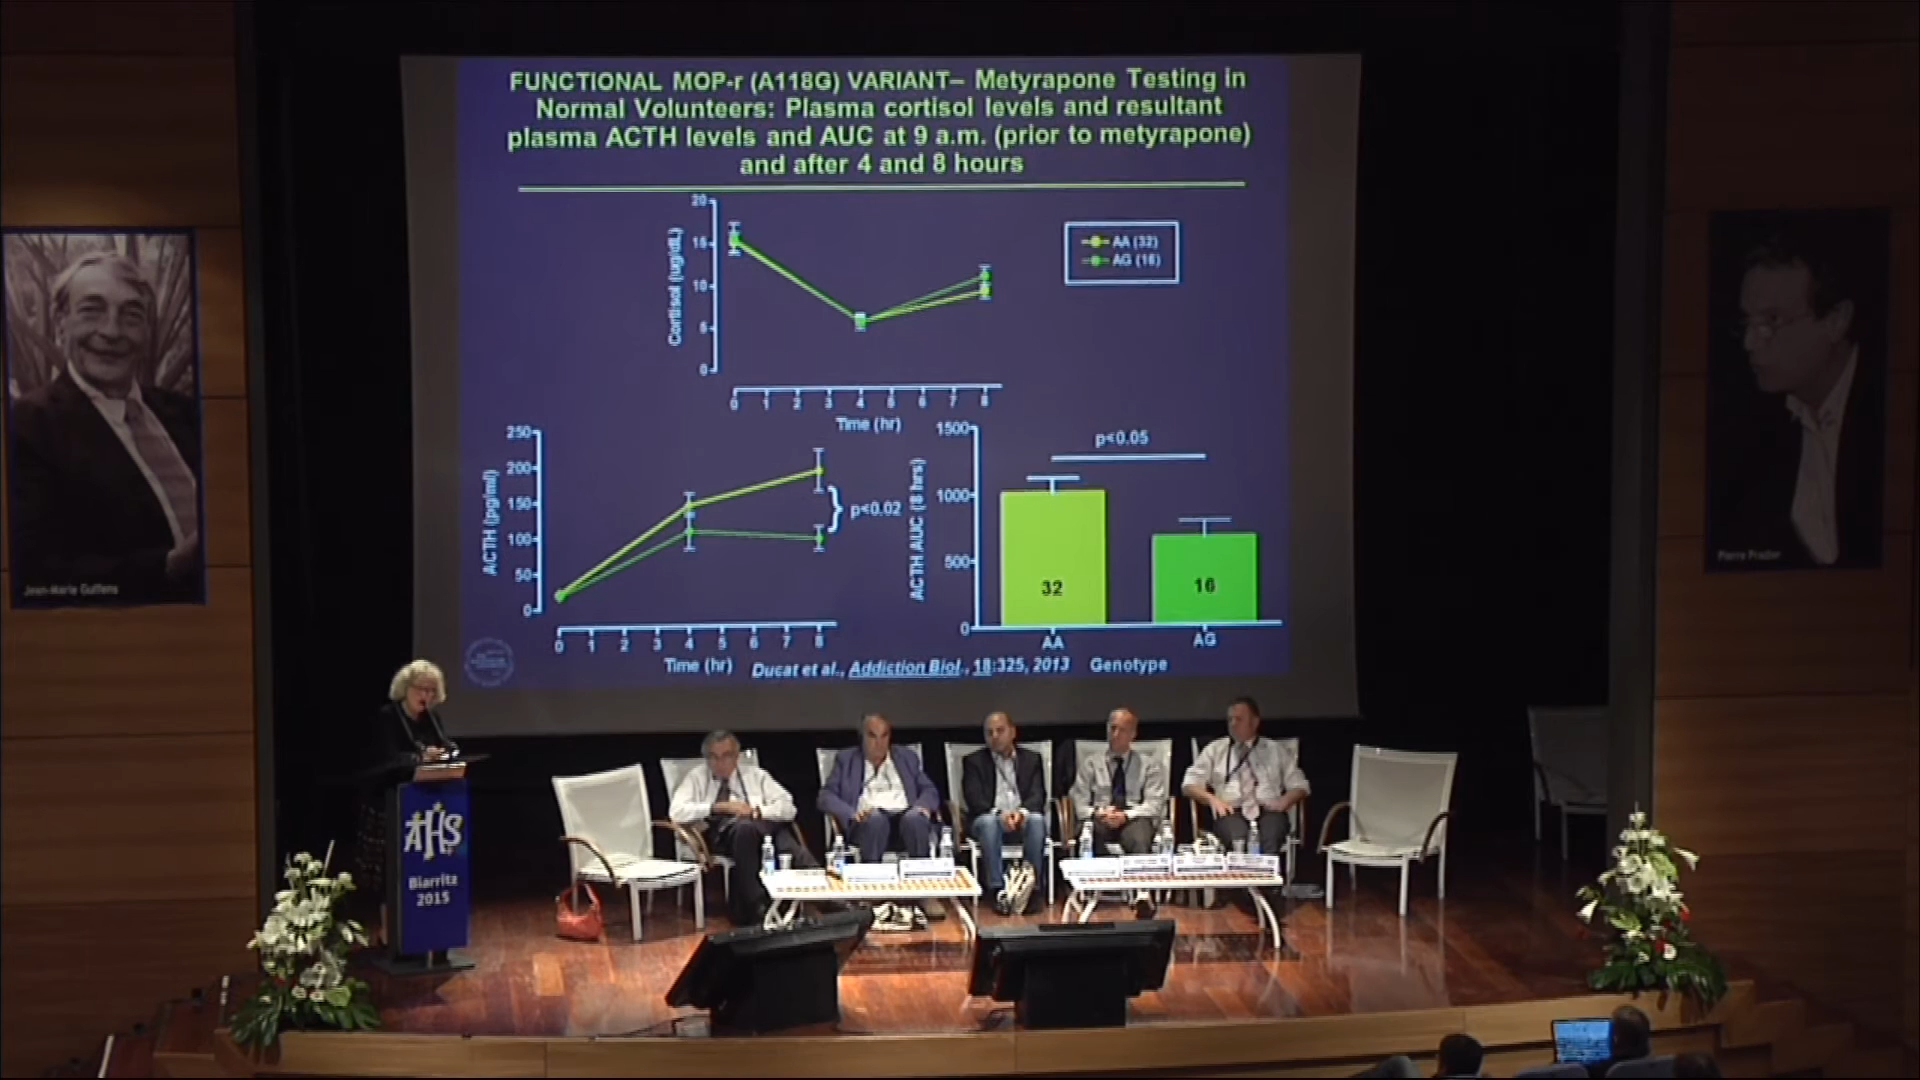 FUNCTIONAL MOP-r (A118G) VARIANT– Metyrapone Testing in
Normal Volunteers: Plasma cortisol levels and resultant
plasma ACTH levels and AUC at 9 a.m. (prior to metyrapone)
and after 4 and 8 hours
Cortisol (ug/dL)
20
15
10
5
0
0 1 2 3 4 5 6 7 8
Time (hr)
AA (32)
AG (16)
ACTH (pg/ml)
250
200
150
100
50
0
0 1 2 3 4 5 6 7 8
Time (hr)
p<0.02
ACTH AUC (8 hrs)
1500
1000
500
0
p<0.05
32
16
AA
AG
Genotype
Ducat et al., Addiction Biol., 18:325, 2013
Jean-Marie Guffens
AHS
Biarritz
2015